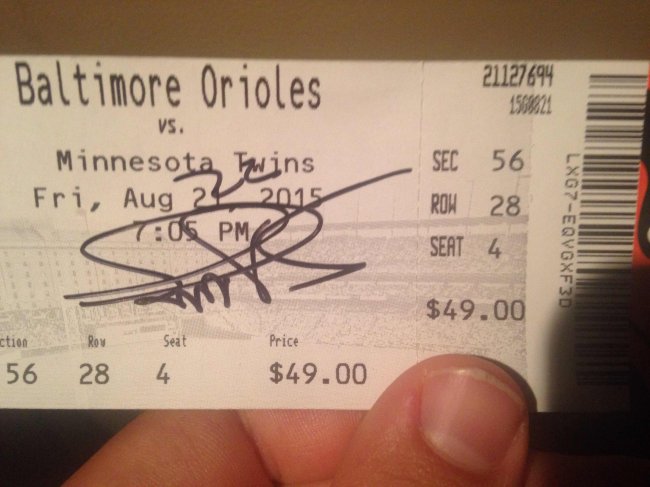 Baltimore Orioles
vs.
Minnesota Twins
Fri, Aug 21, 2015
7:05 PM
21127694
1560821
SEC 56
ROW 28
SEAT 4
$49.00
ction Row Seat Price
56 28 4 $49.00
LXG7-EQVGXF3D